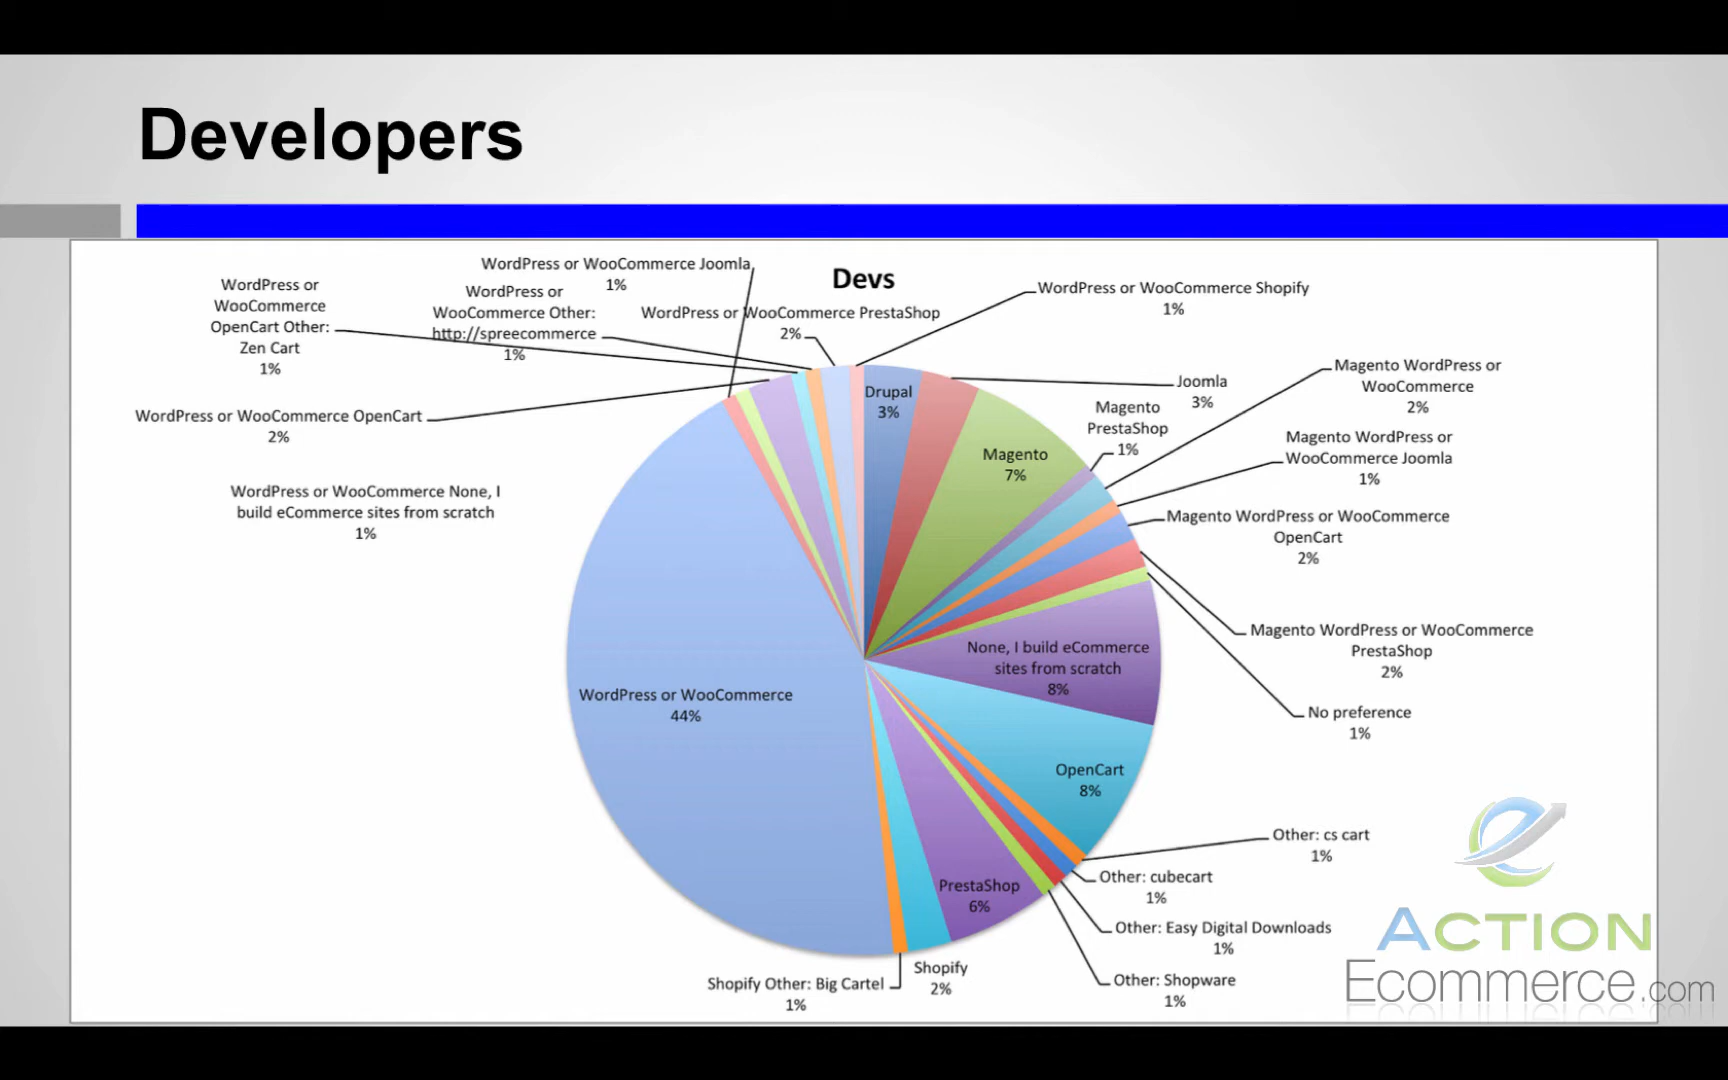 Developers
Devs
WordPress or WooCommerce Joomla
1%
WordPress or
WooCommerce
OpenCart Other:
Zen Cart
1%
WordPress or
WooCommerce Other:
http://spreecommerce
1%
WordPress or WooCommerce PrestaShop
2%
WordPress or WooCommerce Shopify
1%
WordPress or WooCommerce OpenCart
2%
WordPress or WooCommerce None, I
build eCommerce sites from scratch
1%
Drupal
3%
Joomla
3%
Magento
7%
Magento
PrestaShop
1%
Magento WordPress or
WooCommerce
2%
Magento WordPress or
WooCommerce Joomla
1%
Magento WordPress or WooCommerce
OpenCart
2%
Magento WordPress or WooCommerce
PrestaShop
2%
No preference
1%
None, I build eCommerce
sites from scratch
8%
OpenCart
8%
Other: cs cart
1%
Other: cubecart
1%
Other: Easy Digital Downloads
1%
Other: Shopware
1%
PrestaShop
6%
Shopify
2%
Shopify Other: Big Cartel
1%
WordPress or WooCommerce
44%
ACTION
Ecommerce.com